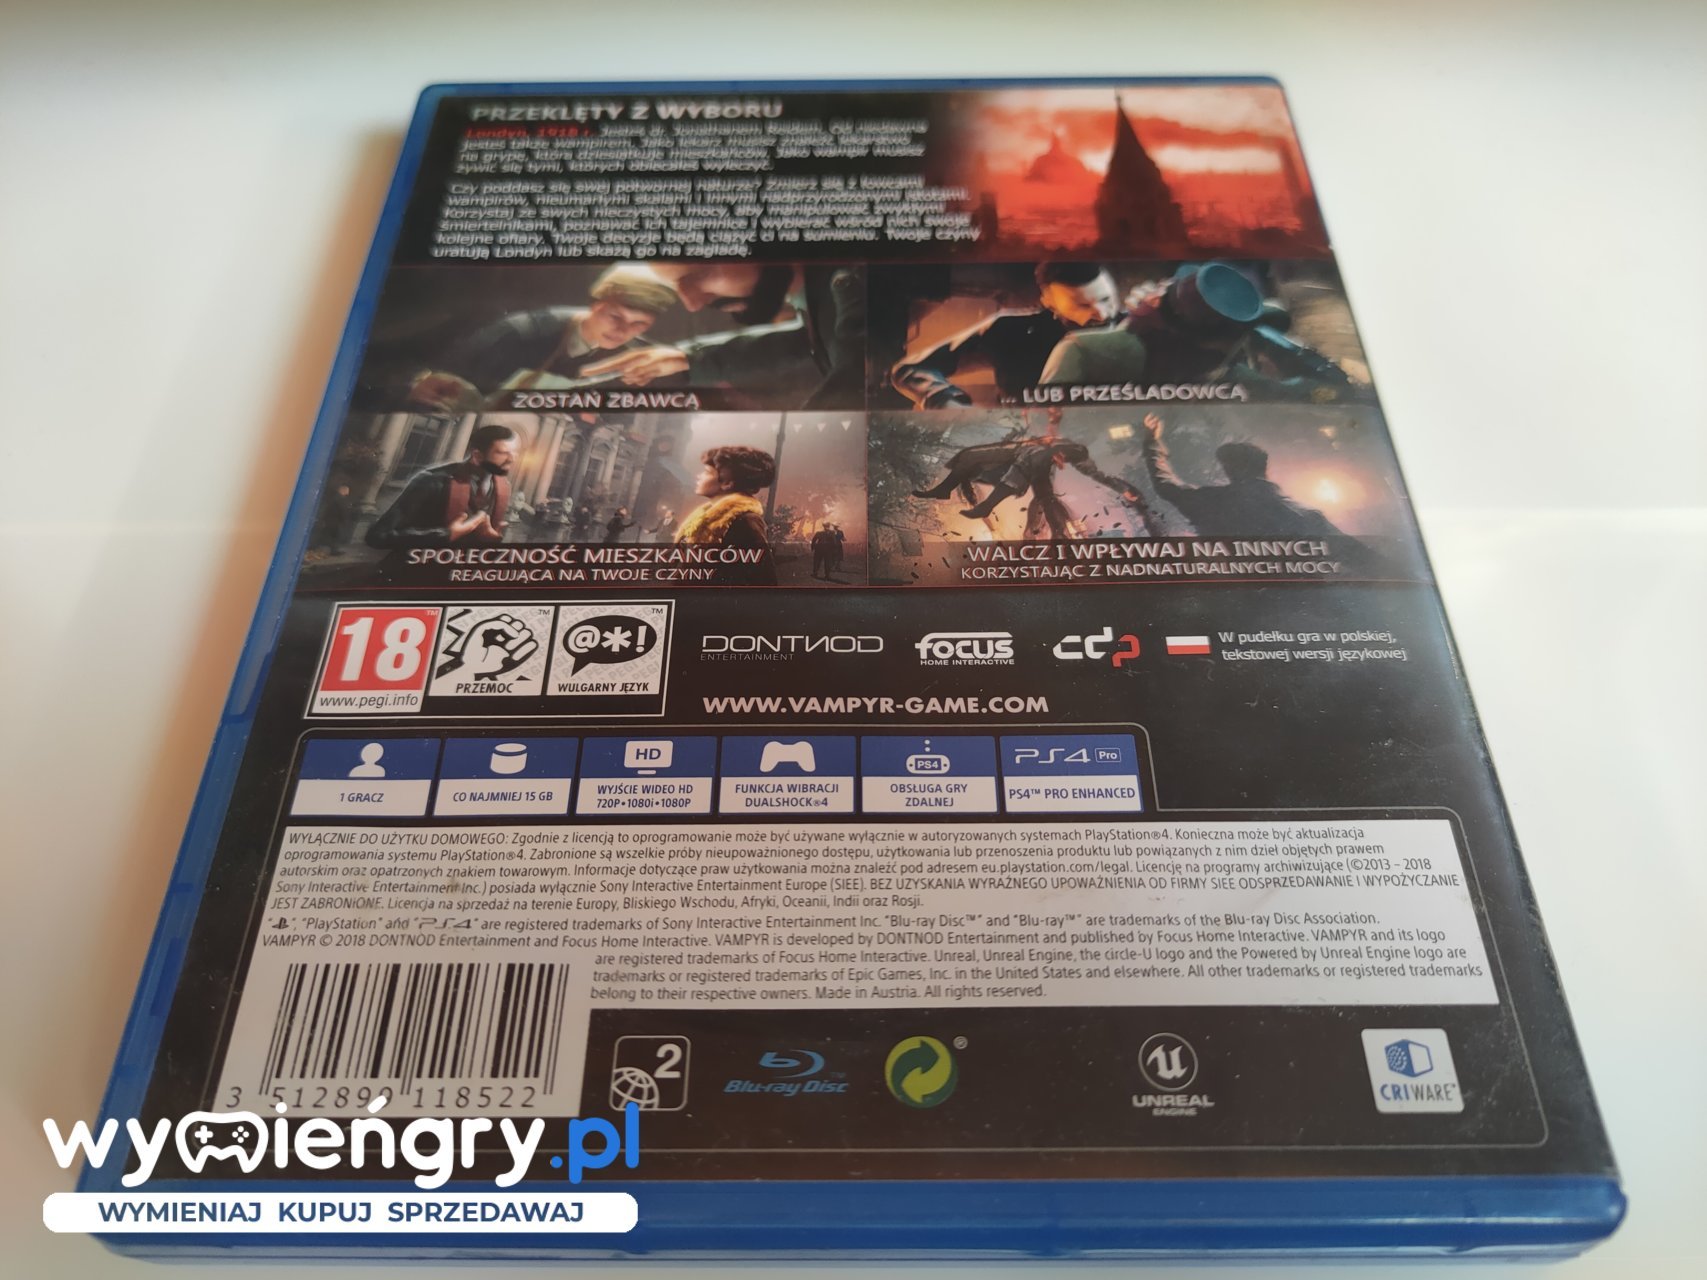 PRZEKLĘTY Z WYBORU
Londyn, 1918 r. Jesteś dr. Jonathanem Reidem. Od niedawna
jesteś także wampirem. Jako lekarz musisz znaleźć lekarstwo
na grypę, która dziesiątkuje mieszkańców. Jako wampir musisz
żywić się tymi, których obiecałeś wyleczyć.
Czy poddasz się swej potwornej naturze? Zmierz się z łowcami
wampirów, nieumarłymi skalami i innymi nadprzyrodzonymi istotami.
Korzystaj ze swych nieczystych mocy, aby manipulować zwykłymi
śmiertelnikami, poznawać ich tajemnice i wybierać wśród nich swoje
kolejne ofiary. Twoje decyzje będą ciążyć ci na sumieniu. Twoje czyny
uratują Londyn lub skażą go na zagładę.
ZOSTAŃ ZBAWCĄ
... LUB PRZEŚLADOWCĄ
SPOŁECZNOŚĆ MIESZKAŃCÓW
REAGUJĄCA NA TWOJE CZYNY
WALCZ I WPŁYWAJ NA INNYCH
KORZYSTAJĄC Z NADNATURALNYCH MOCY
18 ™
www.pegi.info
™
PRZEMOC
@*! ™
WULGARNY JĘZYK
DONTNOD
ENTERTAINMENT
focus
HOME INTERACTIVE
cdp
W pudełku gra w polskiej,
tekstowej wersji językowej
WWW.VAMPYR-GAME.COM
1 GRACZ
CO NAJMNIEJ 15 GB
HD
WYJŚCIE WIDEO HD
720P•1080i•1080P
FUNKCJA WIBRACJI
DUALSHOCK®4
PS4
OBSŁUGA GRY
ZDALNEJ
PS4 Pro
PS4™ PRO ENHANCED
WYŁĄCZNIE DO UŻYTKU DOMOWEGO: Zgodnie z licencją to oprogramowanie może być używane wyłącznie w autoryzowanych systemach PlayStation®4. Konieczna może być aktualizacja
oprogramowania systemu PlayStation®4. Zabronione są wszelkie próby nieupoważnionego dostępu, użytkowania lub przenoszenia produktu lub powiązanych z nim dzieł objętych prawem
autorskim oraz opatrzonych znakiem towarowym. Informacje dotyczące praw użytkowania można znaleźć pod adresem eu.playstation.com/legal. Licencję na programy archiwizujące (©2013 - 2018
Sony Interactive Entertainment Inc.) posiada wyłącznie Sony Interactive Entertainment Europe (SIEE). BEZ UZYSKANIA WYRAŹNEGO UPOWAŻNIENIA OD FIRMY SIEE ODSPRZEDAWANIE I WYPOŻYCZANIE
JEST ZABRONIONE. Licencja na sprzedaż na terenie Europy, Bliskiego Wschodu, Afryki, Oceanii, Indii oraz Rosji.
"PS", "PlayStation" and "PS4" are registered trademarks of Sony Interactive Entertainment Inc. "Blu-ray Disc™" and "Blu-ray™" are trademarks of the Blu-ray Disc Association.
VAMPYR © 2018 DONTNOD Entertainment and Focus Home Interactive. VAMPYR is developed by DONTNOD Entertainment and published by Focus Home Interactive. VAMPYR and its logo
are registered trademarks of Focus Home Interactive. Unreal, Unreal Engine, the circle-U logo and the Powered by Unreal Engine logo are
trademarks or registered trademarks of Epic Games, Inc. in the United States and elsewhere. All other trademarks or registered trademarks
belong to their respective owners. Made in Austria. All rights reserved.
3 512899 118522
2
Blu-ray Disc™
®
UNREAL
ENGINE
CRIWARE™
wymieńgry.pl
WYMIENIAJ KUPUJ SPRZEDAWAJ